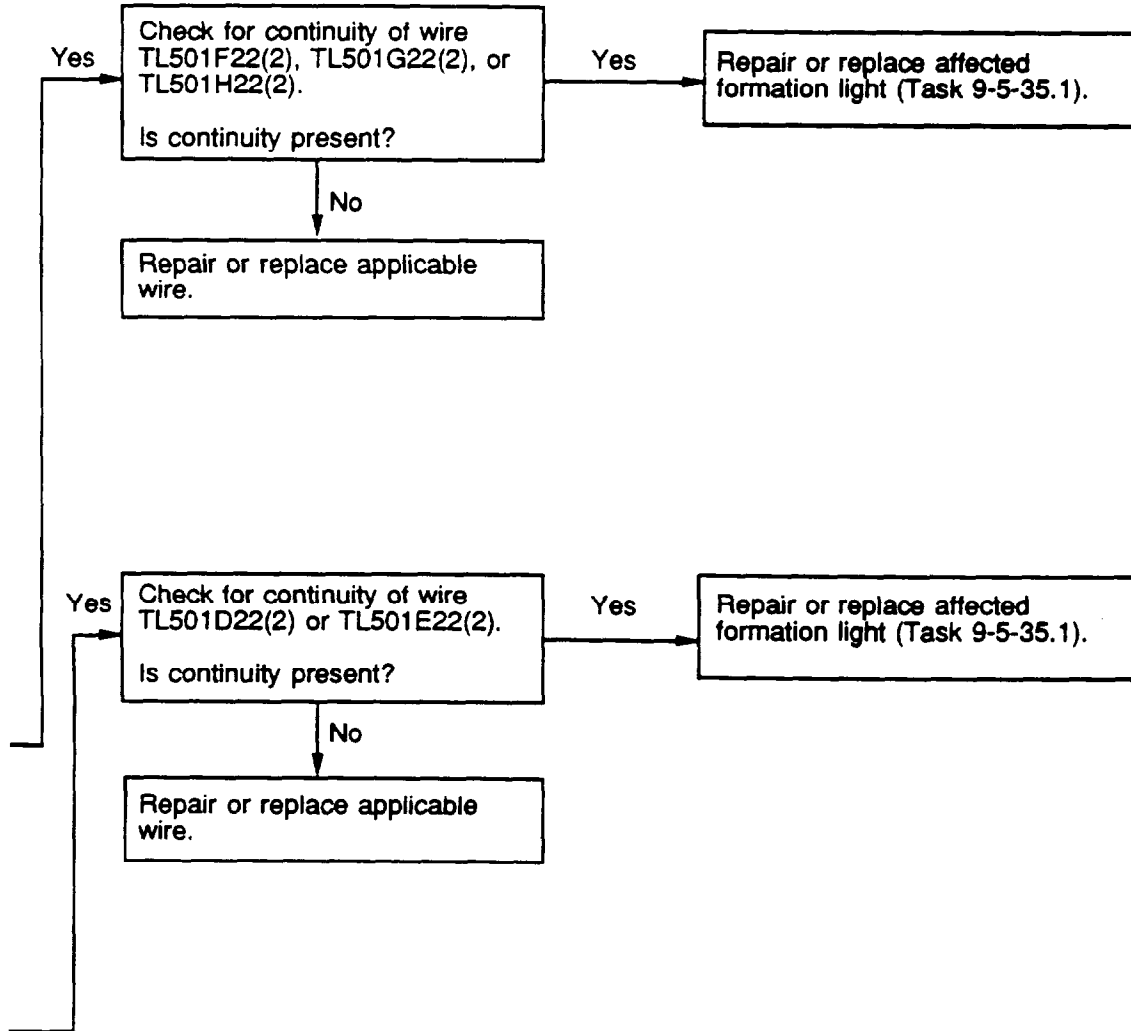 Yes
Check for continuity of wire
TL501F22(2), TL501G22(2), or
TL501H22(2).
Is continuity present?
Yes
Repair or replace affected
formation light (Task 9-5-35.1).
No
Repair or replace applicable
wire.
Yes
Check for continuity of wire
TL501D22(2) or TL501E22(2).
Is continuity present?
Yes
Repair or replace affected
formation light (Task 9-5-35.1).
No
Repair or replace applicable
wire.